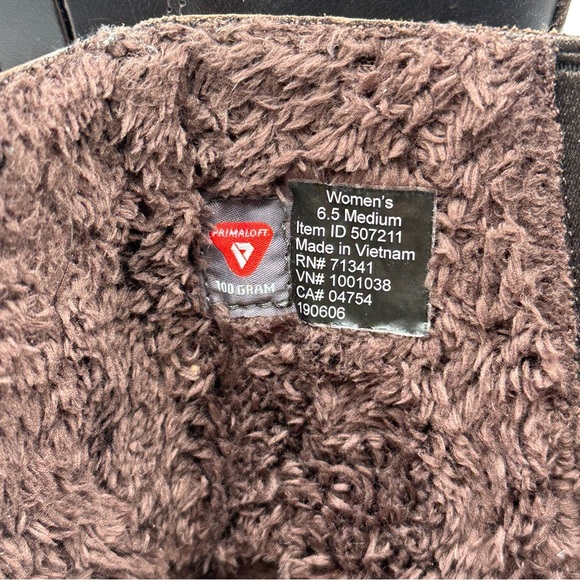 PRIMALOFT
100 GRAM
Women's
6.5 Medium
Item ID 507211
Made in Vietnam
RN# 71341
VN# 1001038
CA# 04754
190606